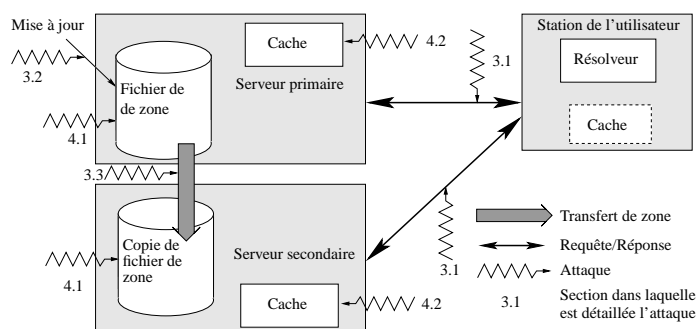 Mise à jour
3.2
4.1
Fichier de
de zone
Cache
4.2
Serveur primaire
3.1
Station de l'utilisateur
Résolveur
Cache
3.3
4.1
Copie de
fichier de
zone
Serveur secondaire
Cache
4.2
3.1
Transfert de zone
Requête/Réponse
Attaque
3.1
Section dans laquelle
est détaillée l'attaque